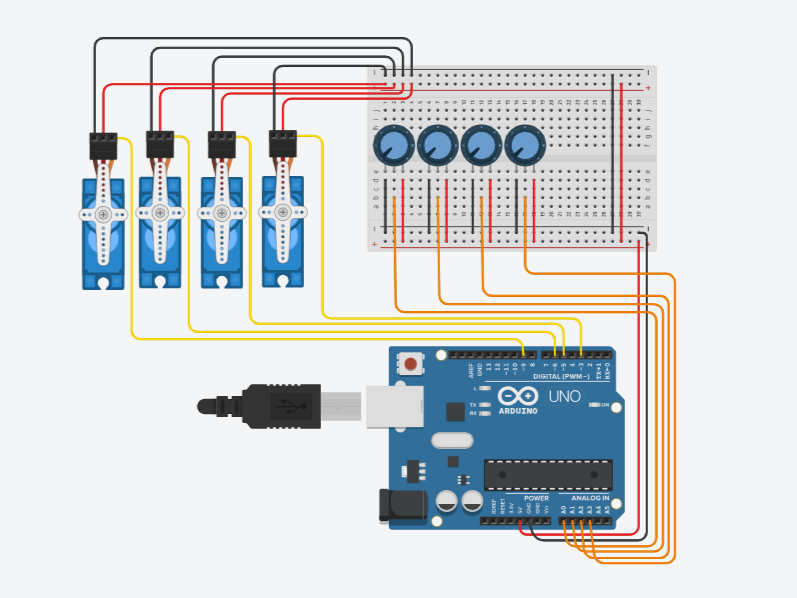 AREF
GND
13
12
~11
~10
~9
8
7
~6
~5
4
~3
2
TX→1
RX←0
DIGITAL (PWM~)
L
TX
RX
ARDUINO
UNO
ON
POWER
ANALOG IN
IOREF
RESET
3.3V
5V
GND
GND
Vin
A0
A1
A2
A3
A4
A5